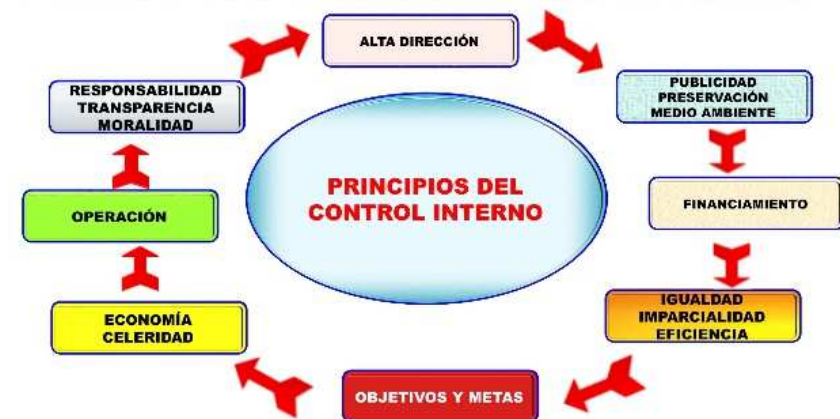 ALTA DIRECCIÓN
PUBLICIDAD
PRESERVACIÓN
MEDIO AMBIENTE
FINANCIAMIENTO
IGUALDAD
IMPARCIALIDAD
EFICIENCIA
OBJETIVOS Y METAS
ECONOMÍA
CELERIDAD
OPERACIÓN
RESPONSABILIDAD
TRANSPARENCIA
MORALIDAD
PRINCIPIOS DEL
CONTROL INTERNO